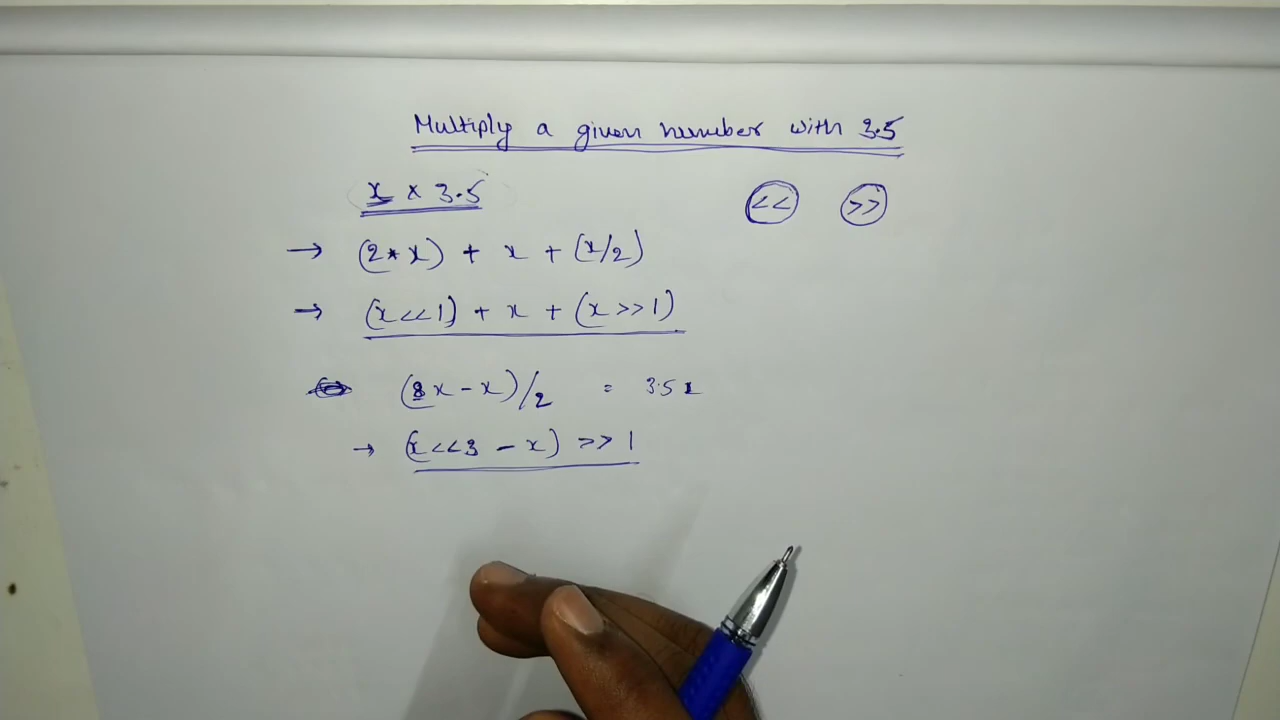 Multiply a given number with 3.5
x × 3.5
<< >>
→ (2*x) + x + (x/2)
→ (x<<1) + x + (x>>1)
(8x - x)/2 = 3.5x
→ (x<<3 - x) >> 1